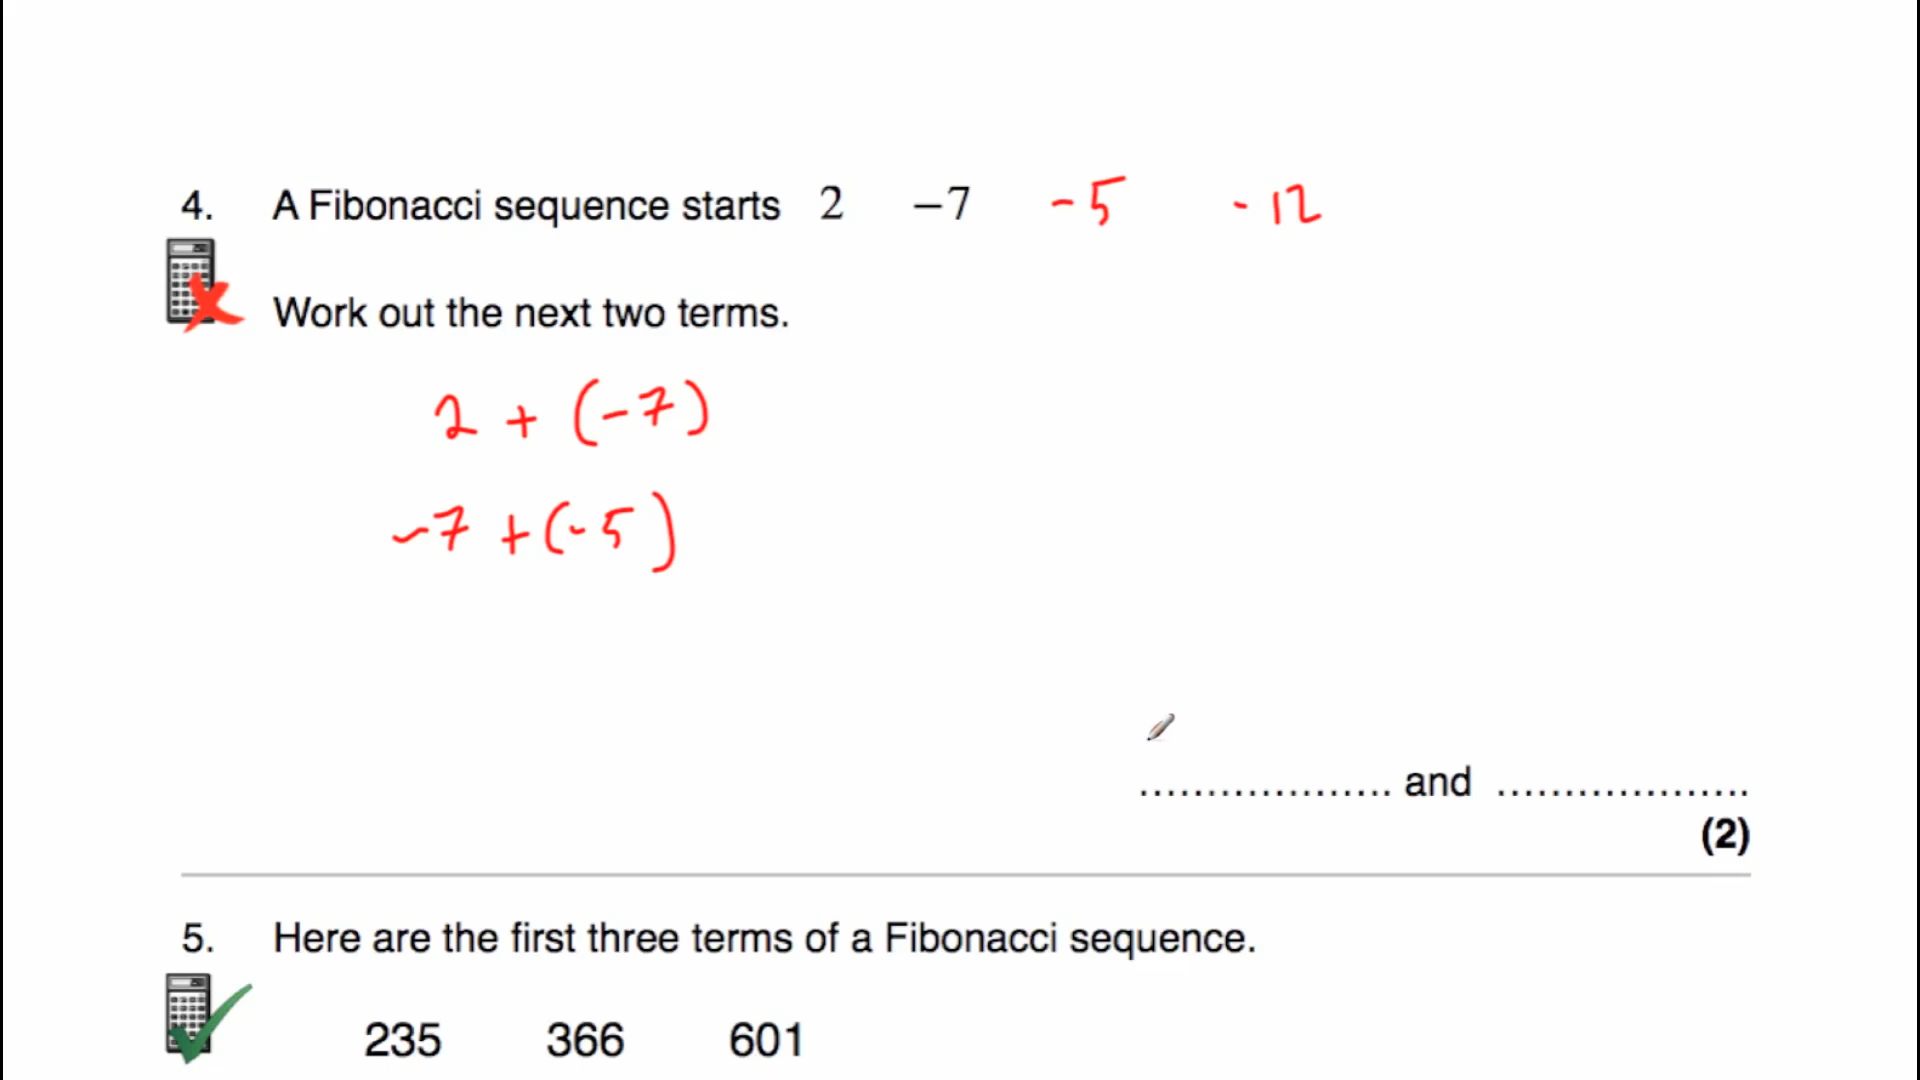 4. A Fibonacci sequence starts 2 −7 -5 -12
Work out the next two terms.
2 + (-7)
-7 + (-5)
................... and ...................
(2)
5. Here are the first three terms of a Fibonacci sequence.
235 366 601